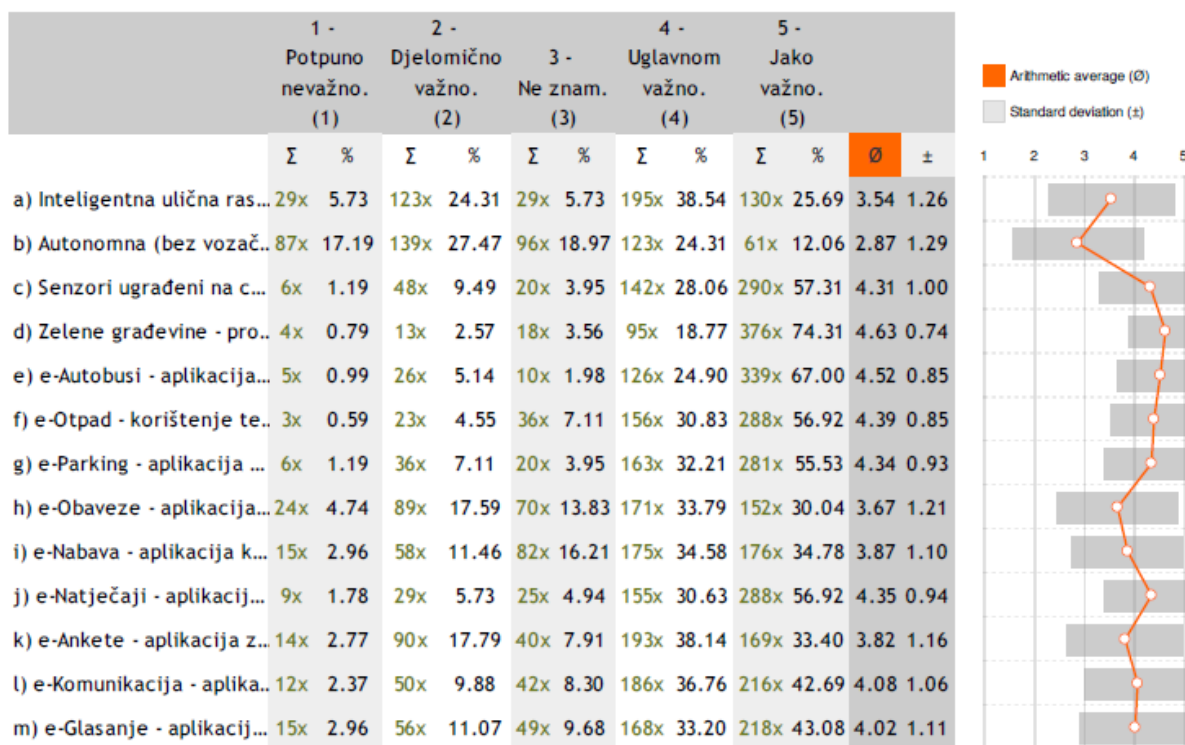 1 - Potpuno nevažno. (1) 2 - Djelomično važno. (2) 3 - Ne znam. (3) 4 - Uglavnom važno. (4) 5 - Jako važno. (5)
Σ % Σ % Σ % Σ % Σ % Ø ±
a) Inteligentna ulična ras... 29x 5.73 123x 24.31 29x 5.73 195x 38.54 130x 25.69 3.54 1.26
b) Autonomna (bez vozač.. 87x 17.19 139x 27.47 96x 18.97 123x 24.31 61x 12.06 2.87 1.29
c) Senzori ugrađeni na c... 6x 1.19 48x 9.49 20x 3.95 142x 28.06 290x 57.31 4.31 1.00
d) Zelene građevine - pro.. 4x 0.79 13x 2.57 18x 3.56 95x 18.77 376x 74.31 4.63 0.74
e) e-Autobusi - aplikacija... 5x 0.99 26x 5.14 10x 1.98 126x 24.90 339x 67.00 4.52 0.85
f) e-Otpad - korištenje te.. 3x 0.59 23x 4.55 36x 7.11 156x 30.83 288x 56.92 4.39 0.85
g) e-Parking - aplikacija ... 6x 1.19 36x 7.11 20x 3.95 163x 32.21 281x 55.53 4.34 0.93
h) e-Obaveze - aplikacija... 24x 4.74 89x 17.59 70x 13.83 171x 33.79 152x 30.04 3.67 1.21
i) e-Nabava - aplikacija k... 15x 2.96 58x 11.46 82x 16.21 175x 34.58 176x 34.78 3.87 1.10
j) e-Natječaji - aplikacij... 9x 1.78 29x 5.73 25x 4.94 155x 30.63 288x 56.92 4.35 0.94
k) e-Ankete - aplikacija z... 14x 2.77 90x 17.79 40x 7.91 193x 38.14 169x 33.40 3.82 1.16
l) e-Komunikacija - aplika.. 12x 2.37 50x 9.88 42x 8.30 186x 36.76 216x 42.69 4.08 1.06
m) e-Glasanje - aplikacij... 15x 2.96 56x 11.07 49x 9.68 168x 33.20 218x 43.08 4.02 1.11
Arithmetic average (Ø)
Standard deviation (±)
1 2 3 4 5